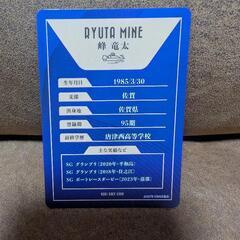 RYUTA MINE
峰 竜太
生年月日 1985/3/30
支部 佐賀
出身地 佐賀県
登録期 95期
最終学歴 唐津西高等学校
主な実績など
SG グランプリ(2020年・平和島)
SG グランプリ(2018年・住之江)
SG ボートレースダービー(2023年・蒲郡)